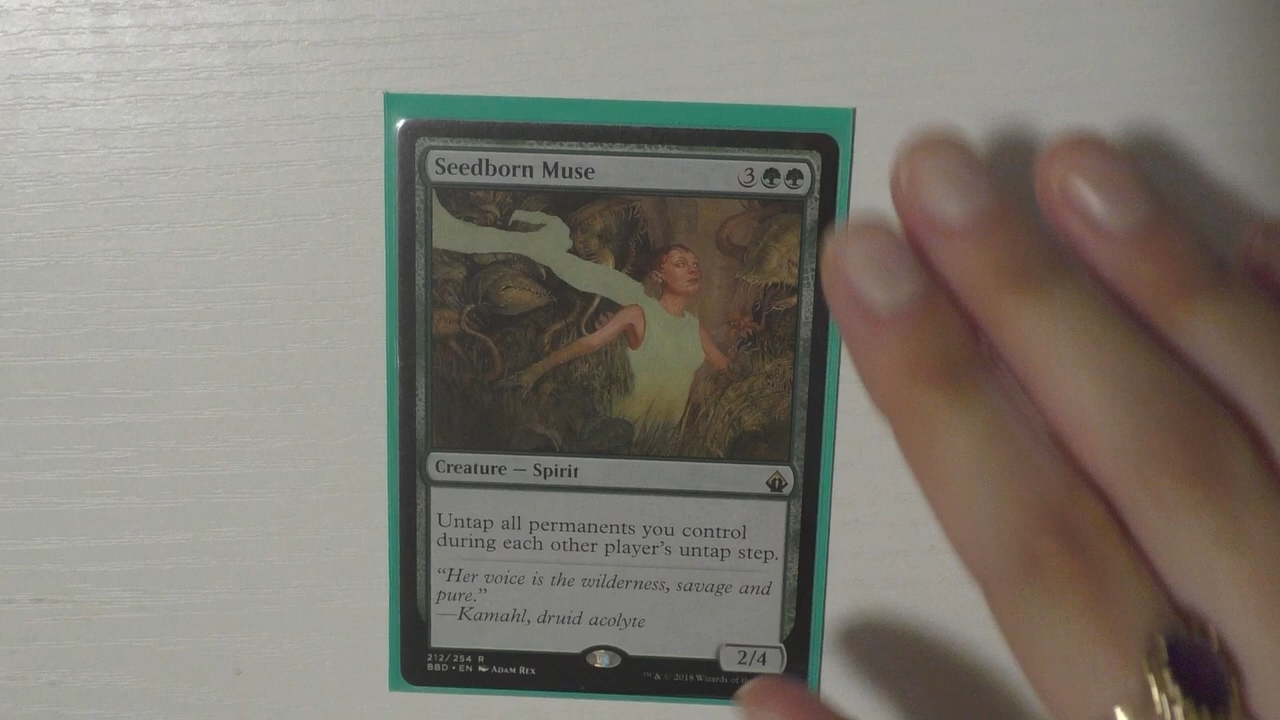 Seedborn Muse 3
Creature — Spirit
Untap all permanents you control
during each other player's untap step.
“Her voice is the wilderness, savage and
pure.”
—Kamahl, druid acolyte
2/4
212/254 R
BBD • EN Adam Rex
™ & © 2018 Wizards of